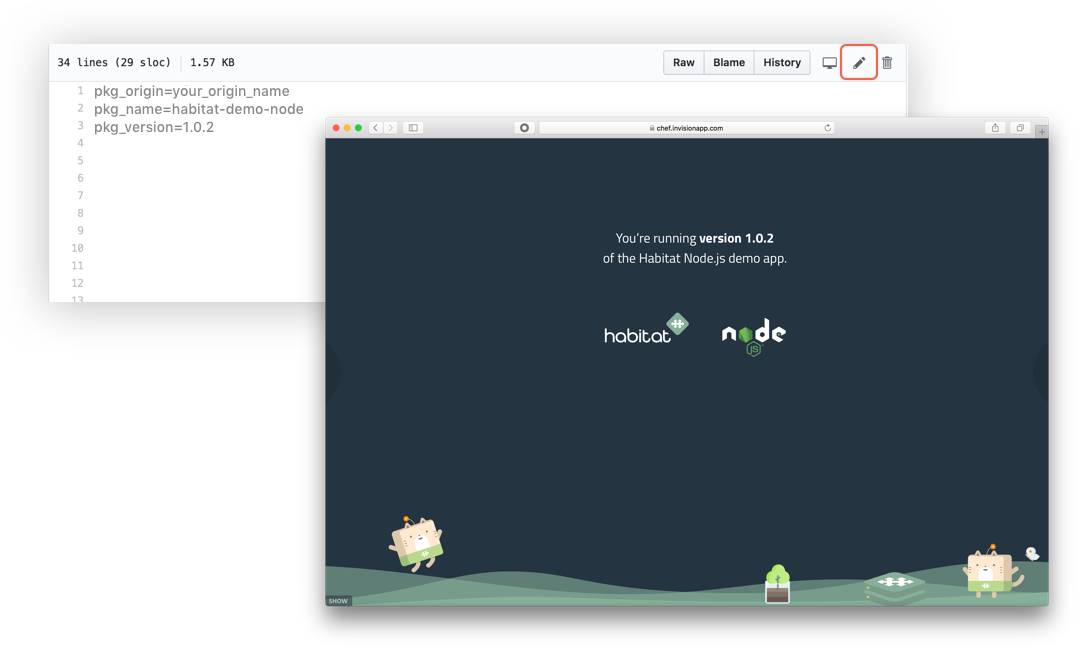 34 lines (29 sloc) 1.57 KB
Raw Blame History
1 pkg_origin=your_origin_name
2 pkg_name=habitat-demo-node
3 pkg_version=1.0.2
4
5
6
7
8
9
10
11
12
13
chef.invisionapp.com
You're running version 1.0.2
of the Habitat Node.js demo app.
habitat
node
JS
SHOW